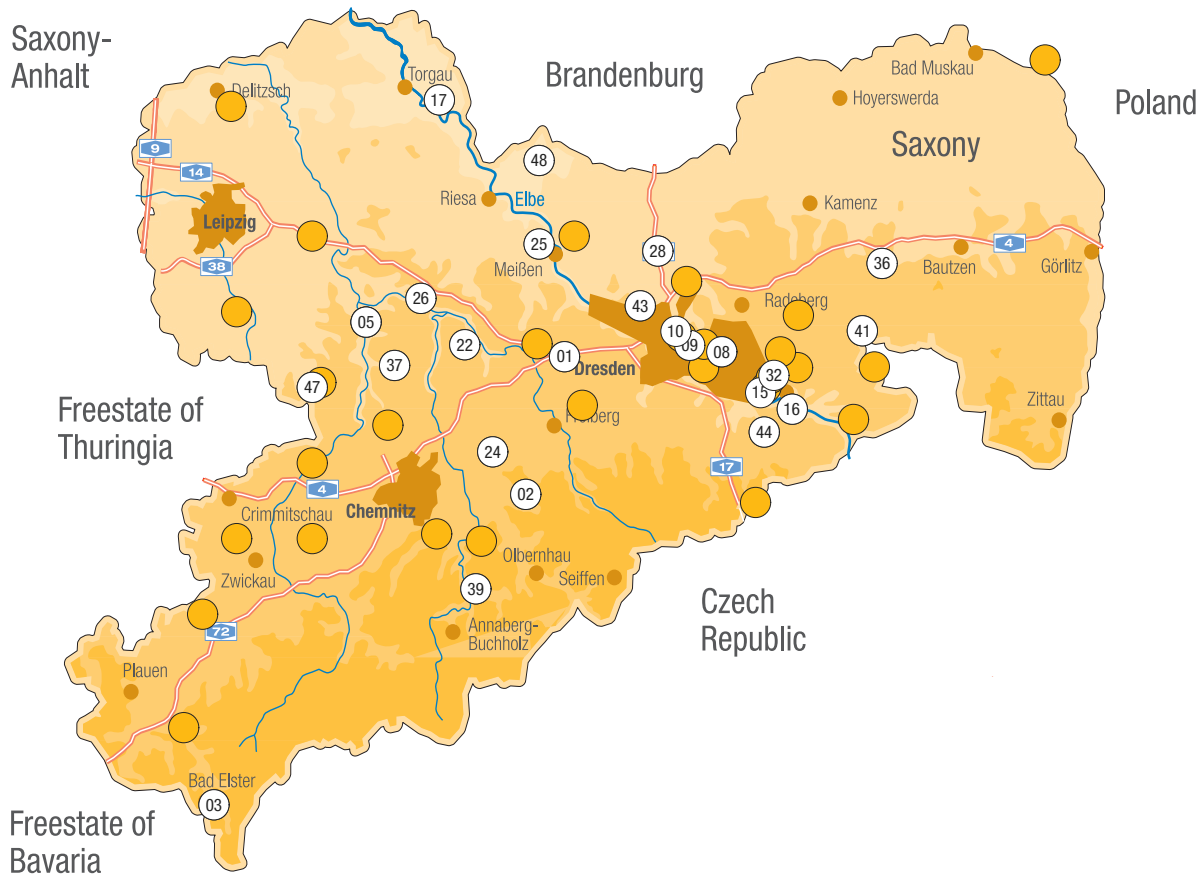 Saxony-
Anhalt
Brandenburg
Poland
Saxony
Bad Muskau
Hoyerswerda
Torgau
17
Delitzsch
9
14
48
Riesa
Elbe
Kamenz
Leipzig
25
Meißen
28
4
36
Bautzen
Görlitz
38
26
43
Radeberg
05
10
09
08
41
22
01
Dresden
37
32
47
15
16
Zittau
Freestate of
Thuringia
Freiberg
44
24
17
4
02
Crimmitschau
Chemnitz
Olbernhau
Seiffen
Zwickau
39
Czech
Republic
72
Annaberg-
Buchholz
Plauen
Bad Elster
03
Freestate of
Bavaria